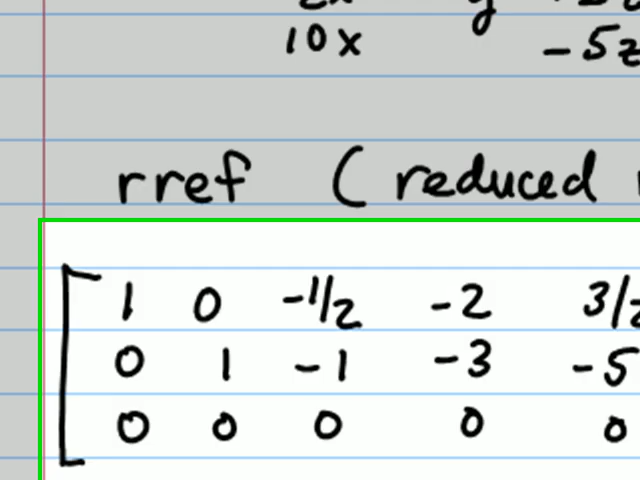 10x -5z
rref (reduced
1 0 -1/2 -2 3/2
0 1 -1 -3 -5
0 0 0 0 0